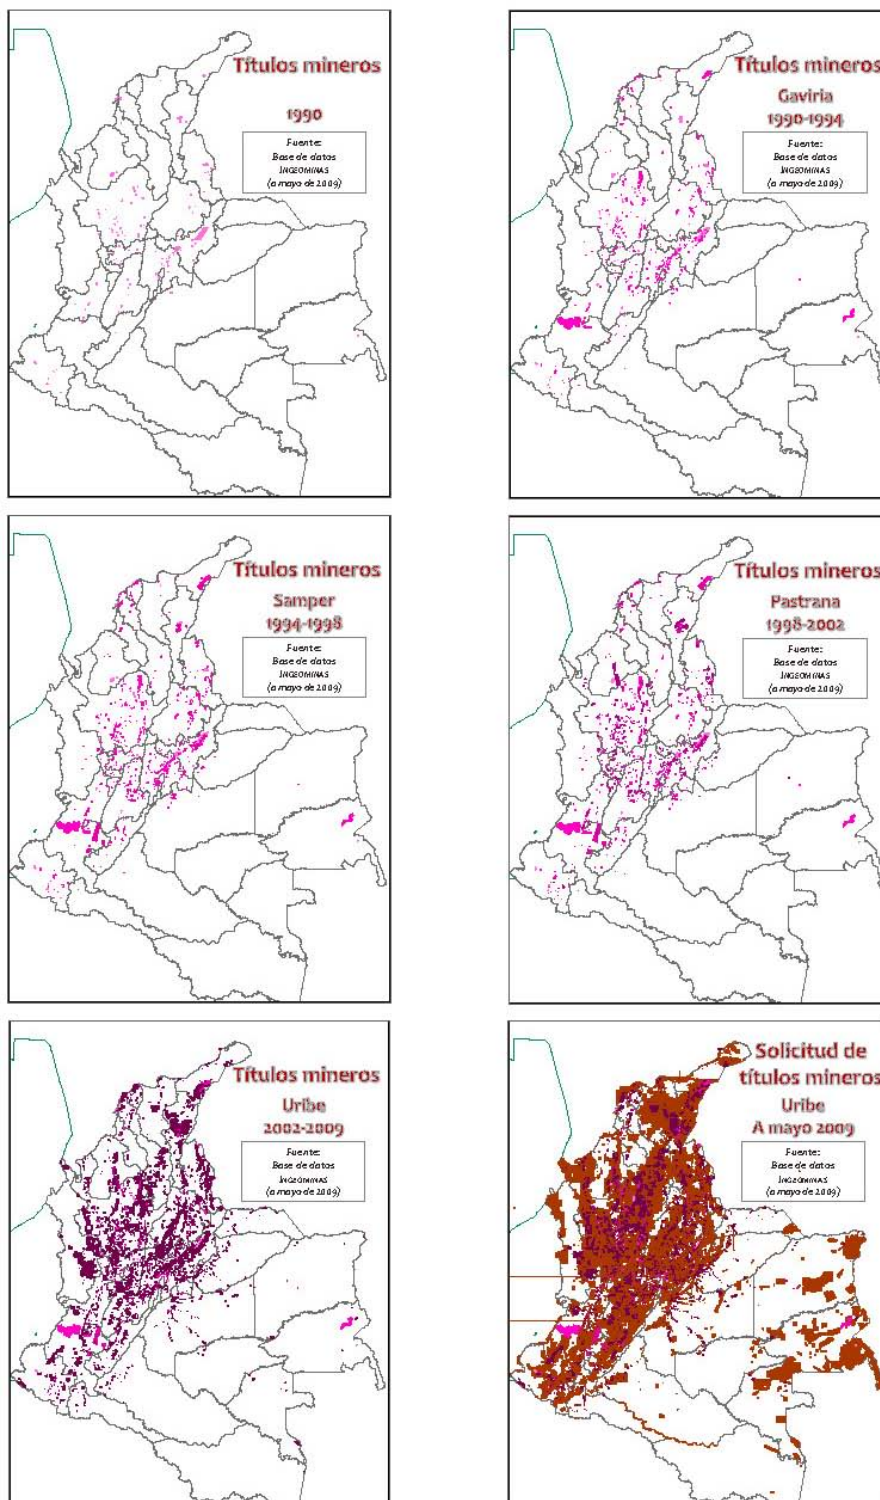 Títulos mineros
1990
Fuente:
Base de datos
INGEOMINAS
(a mayo de 2009)
Títulos mineros
Gaviria
1990-1994
Fuente:
Base de datos
INGEOMINAS
(a mayo de 2009)
Títulos mineros
Samper
1994-1998
Fuente:
Base de datos
INGEOMINAS
(a mayo de 2009)
Títulos mineros
Pastrana
1998-2002
Fuente:
Base de datos
INGEOMINAS
(a mayo de 2009)
Títulos mineros
Uribe
2002-2009
Fuente:
Base de datos
INGEOMINAS
(a mayo de 2009)
Solicitud de
títulos mineros
Uribe
A mayo 2009
Fuente:
Base de datos
INGEOMINAS
(a mayo de 2009)